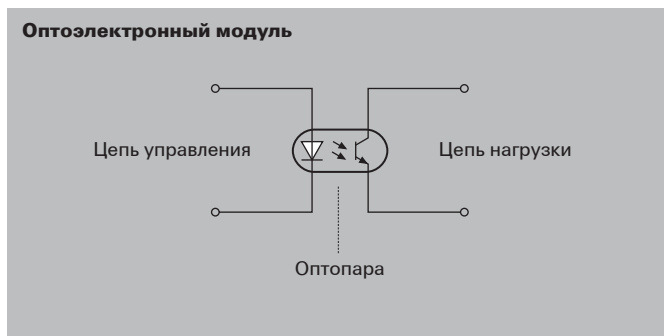 Оптоэлектронный модуль
Цепь управления
Цепь нагрузки
Оптопара